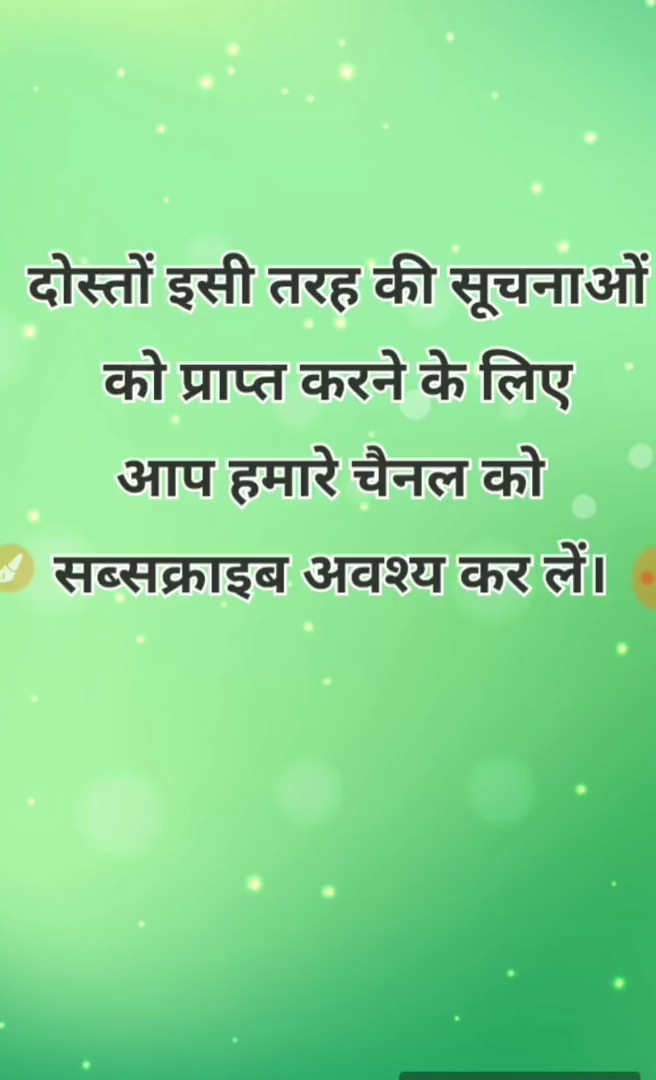 दोस्तों इसी तरह की सूचनाओं
को प्राप्त करने के लिए
आप हमारे चैनल को
सब्सक्राइब अवश्य कर लें।